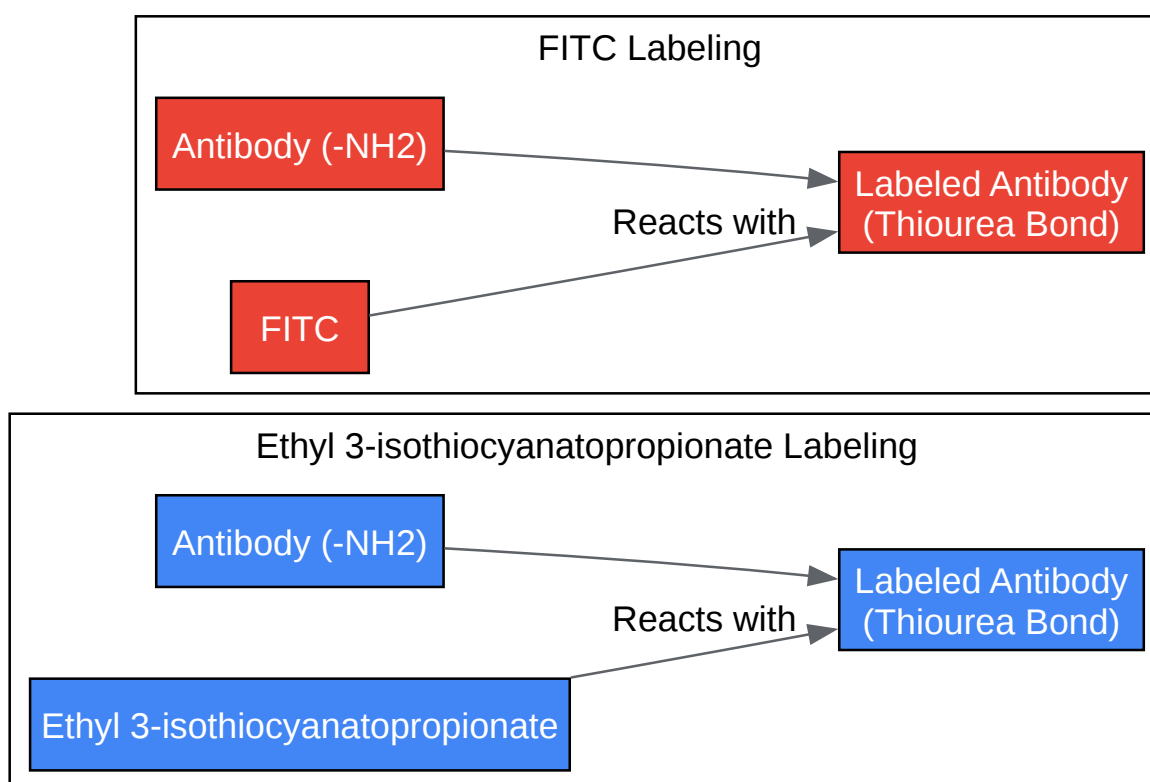 FITC Labeling
Antibody (-NH2)
Labeled Antibody
(Thiourea Bond)
Reacts with
FITC
Ethyl 3-isothiocyanatopropionate Labeling
Antibody (-NH2)
Labeled Antibody
(Thiourea Bond)
Reacts with
Ethyl 3-isothiocyanatopropionate